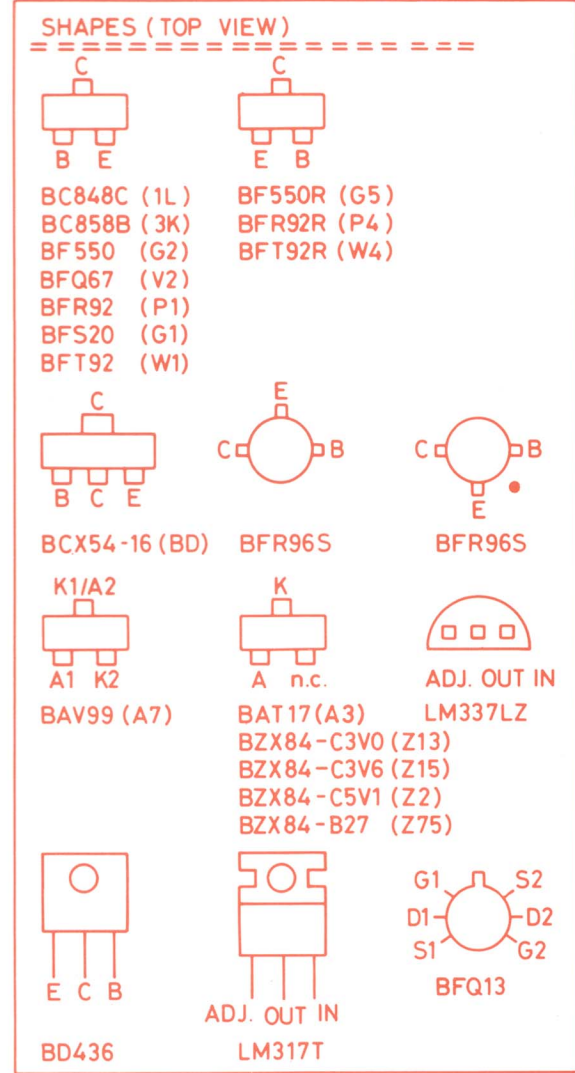 SHAPES (TOP VIEW)
C
B E
BC848C (1L)
BC858B (3K)
BF550 (G2)
BFQ67 (V2)
BFR92 (P1)
BFS20 (G1)
BFT92 (W1)
C
E B
BF550R (G5)
BFR92R (P4)
BFT92R (W4)
C
B C E
BCX54-16 (BD)
E
C B
BFR96S
C B
E
BFR96S
K1/A2
A1 K2
BAV99 (A7)
K
A n.c.
BAT17(A3)
BZX84-C3V0 (Z13)
BZX84-C3V6 (Z15)
BZX84-C5V1 (Z2)
BZX84-B27 (Z75)
ADJ. OUT IN
LM337LZ
E C B
BD436
ADJ. OUT IN
LM317T
G1 S2
D1 D2
S1 G2
BFQ13